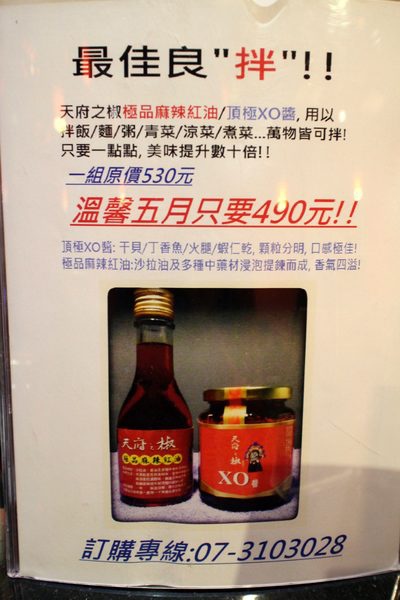 最佳良"拌"!!
天府之椒極品麻辣紅油/頂極XO醬, 用以
拌飯/麵/粥/青菜/涼菜/煮菜...萬物皆可拌!
只要一點點, 美味提升數十倍!!
一組原價530元
溫馨五月只要490元!!
頂極XO醬: 干貝/丁香魚/火腿/蝦仁乾, 顆粒分明, 口感極佳!
極品麻辣紅油:沙拉油及多種中藥材浸泡提鍊而成, 香氣四溢!
天府之椒
極品麻辣紅油
天府之椒
XO醬
訂購專線:07-3103028